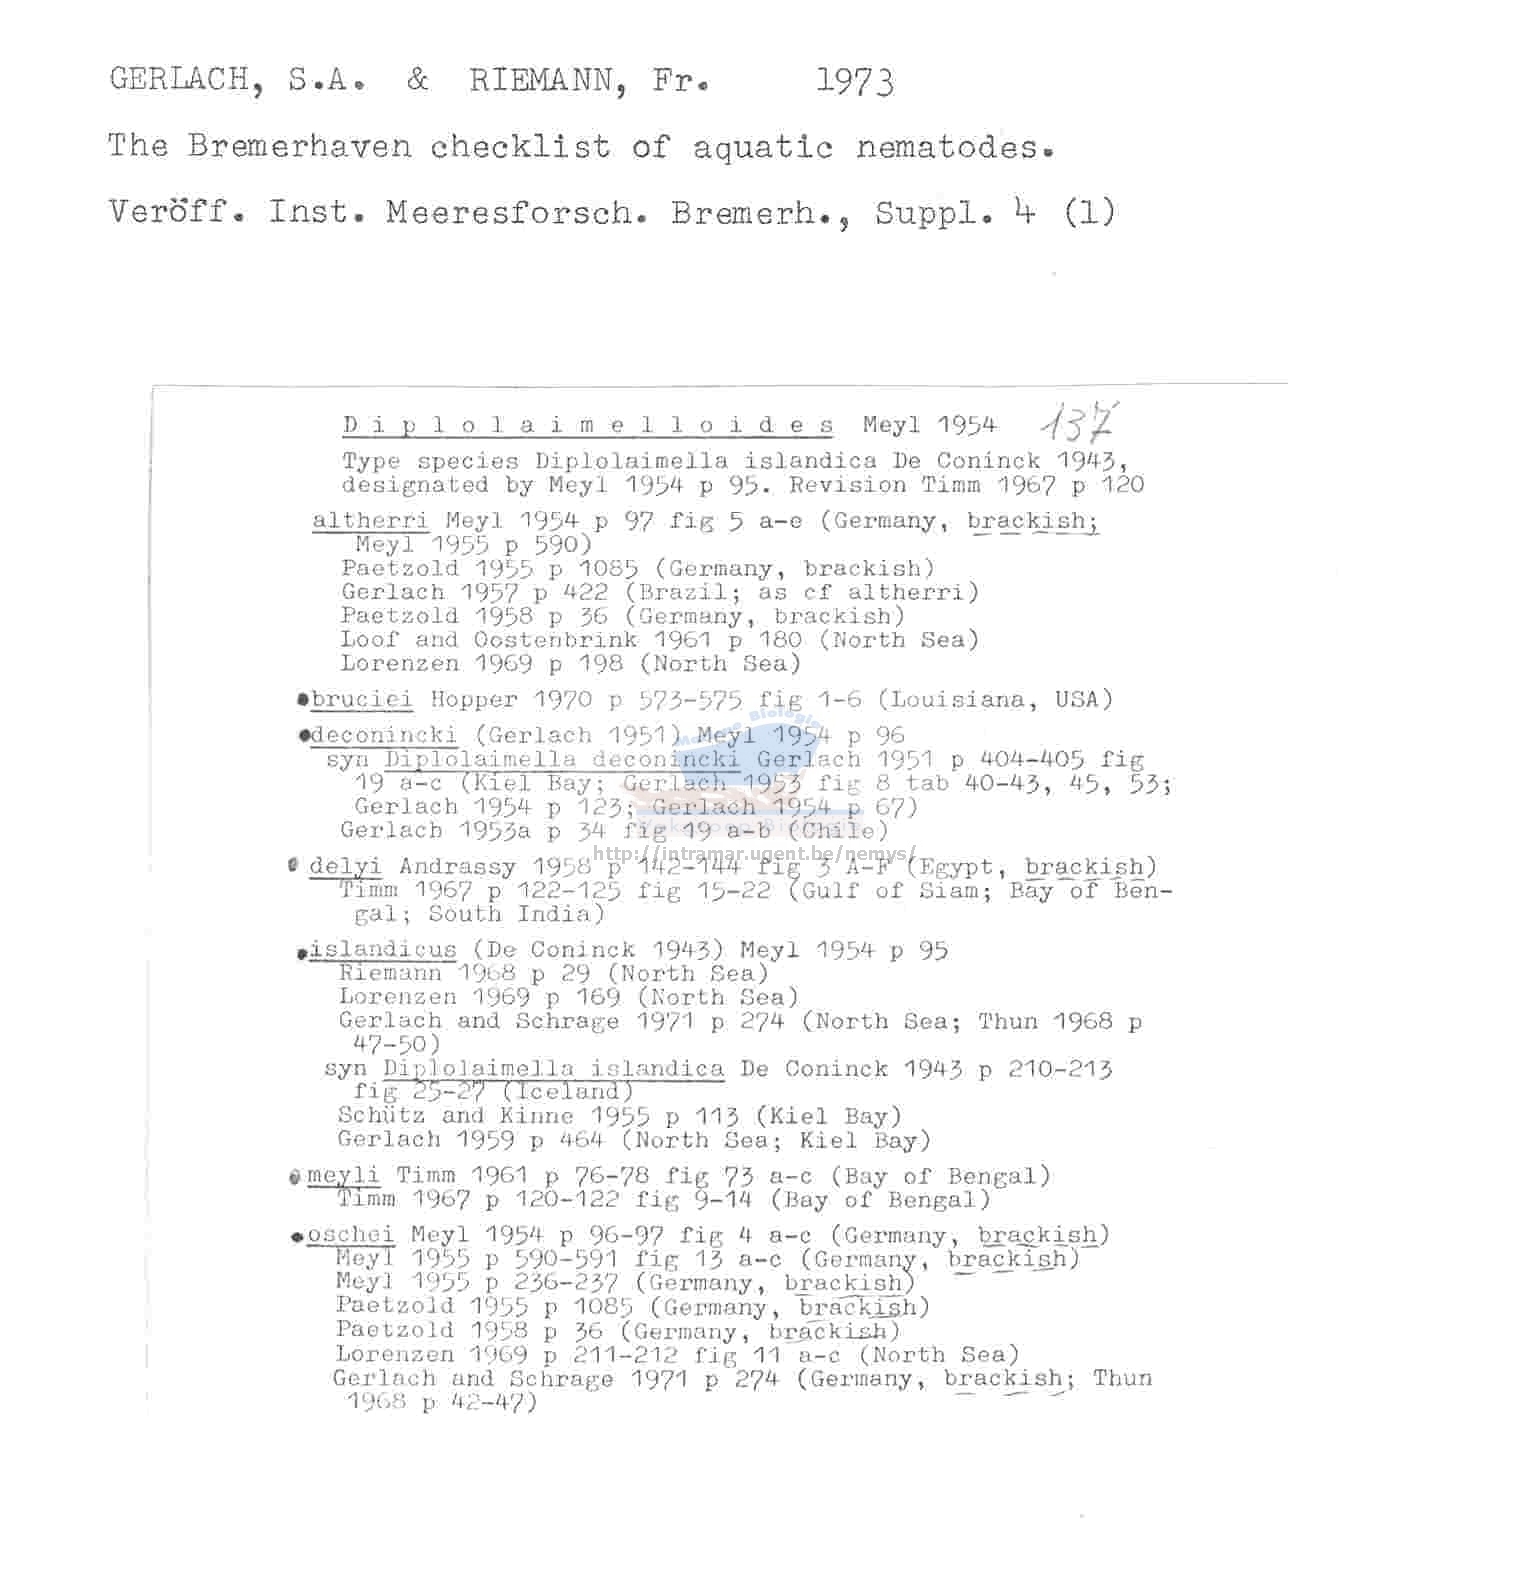 GERLACH, S.A. & RIEMANN, Fr. 1973
The Bremerhaven checklist of aquatic nematodes.
Veröff. Inst. Meeresforsch. Bremerh., Suppl. 4 (1)
D i p l o l a i m e l l o i d e s Meyl 1954 137
Type species Diplolaimella islandica De Coninck 1943,
designated by Meyl 1954 p 95. Revision Timm 1967 p 120
altherri Meyl 1954 p 97 fig 5 a-e (Germany, brackish;
Meyl 1955 p 590)
Paetzold 1955 p 1085 (Germany, brackish)
Gerlach 1957 p 422 (Brazil; as cf altherri)
Paetzold 1958 p 36 (Germany, brackish)
Loof and Oostenbrink 1961 p 180 (North Sea)
Lorenzen 1969 p 198 (North Sea)
•bruciei Hopper 1970 p 573-575 fig 1-6 (Louisiana, USA)
•deconincki (Gerlach 1951) Meyl 1954 p 96
syn Diplolaimella deconincki Gerlach 1951 p 404-405 fig
19 a-c (Kiel Bay; Gerlach 1953 fig 8 tab 40-43, 45, 53;
Gerlach 1954 p 123; Gerlach 1954 p 67)
Gerlach 1953a p 34 fig 19 a-b (Chile)
http://intramar.ugent.be/nemys/
• delyi Andrassy 1958 p 142-144 fig 3 A-F (Egypt, brackish)
Timm 1967 p 122-125 fig 15-22 (Gulf of Siam; Bay of Ben-
gal; South India)
•islandicus (De Coninck 1943) Meyl 1954 p 95
Riemann 1968 p 29 (North Sea)
Lorenzen 1969 p 169 (North Sea)
Gerlach and Schrage 1971 p 274 (North Sea; Thun 1968 p
47-50)
syn Diplolaimella islandica De Coninck 1943 p 210-213
fig 25-27 (Iceland)
Schütz and Kinne 1955 p 113 (Kiel Bay)
Gerlach 1959 p 464 (North Sea; Kiel Bay)
•meyli Timm 1961 p 76-78 fig 73 a-c (Bay of Bengal)
Timm 1967 p 120-122 fig 9-14 (Bay of Bengal)
•oschei Meyl 1954 p 96-97 fig 4 a-c (Germany, brackish)
Meyl 1955 p 590-591 fig 13 a-c (Germany, brackish)
Meyl 1955 p 236-237 (Germany, brackish)
Paetzold 1955 p 1085 (Germany, brackish)
Paetzold 1958 p 36 (Germany, brackish)
Lorenzen 1969 p 211-212 fig 11 a-c (North Sea)
Gerlach and Schrage 1971 p 274 (Germany, brackish; Thun
1968 p 42-47)